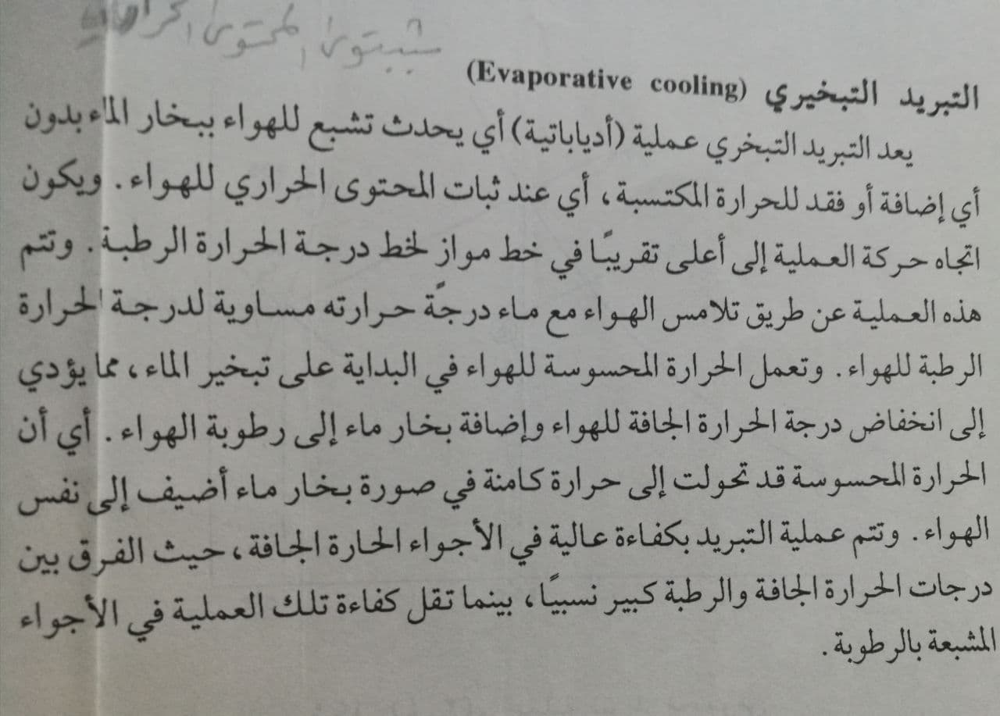 بثبوت المحتوى الحراري
التبريد التبخيري (Evaporative cooling)
يعد التبريد التبخري عملية (أدياباتية) أي يحدث تشبع للهواء ببخار الماء بدون
أي إضافة أو فقد للحرارة المكتسبة، أي عند ثبات المحتوى الحراري للهواء. ويكون
اتجاه حركة العملية إلى أعلى تقريبًا في خط مواز لخط درجة الحرارة الرطبة. وتتم
هذه العملية عن طريق تلامس الهواء مع ماء درجةً حرارته مساوية لدرجة الحرارة
الرطبة للهواء. وتعمل الحرارة المحسوسة للهواء في البداية على تبخير الماء، مما يؤدي
إلى انخفاض درجة الحرارة الجافة للهواء وإضافة بخار ماء إلى رطوبة الهواء. أي أن
الحرارة المحسوسة قد تحولت إلى حرارة كامنة في صورة بخار ماء أضيف إلى نفس
الهواء. وتتم عملية التبريد بكفاءة عالية في الأجواء الحارة الجافة، حيث الفرق بين
درجات الحرارة الجافة والرطبة كبير نسبيًا، بينما تقل كفاءة تلك العملية في الأجواء
المشبعة بالرطوبة.